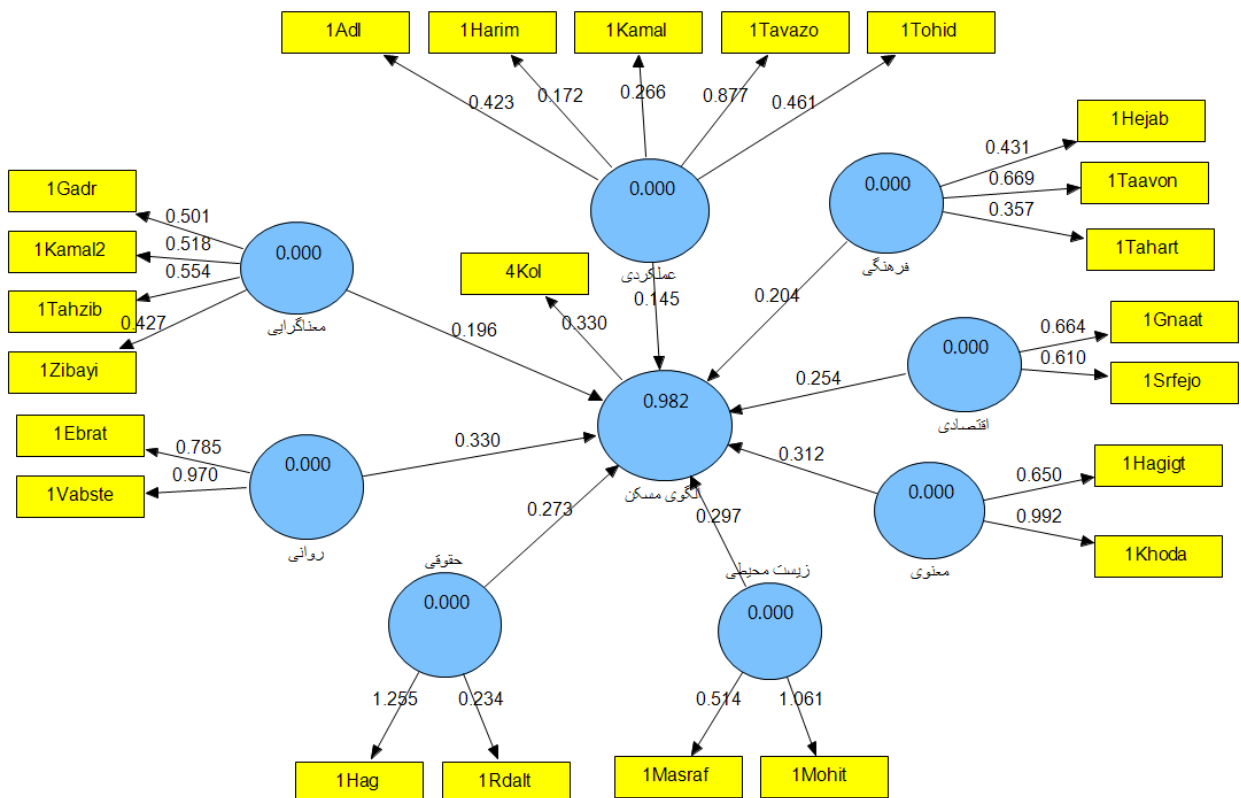 1Adl
1Harim
1Kamal
1Tavazo
1Tohid
0.423
0.172
0.266
0.877
0.461
0.000
عملکردی
0.145
1Hejab
1Taavon
1Tahart
0.431
0.669
0.357
0.000
فرهنگی
0.204
1Gadr
1Kamal2
1Tahzib
1Zibayi
0.501
0.518
0.554
0.427
0.000
معناگرایی
0.196
4Kol
0.330
0.982
الگوی مسکن
1Gnaat
1Srfejo
0.664
0.610
0.000
اقتصادی
0.254
1Ebrat
1Vabste
0.785
0.970
0.000
روانی
0.330
1Hagigt
1Khoda
0.650
0.992
0.000
معنوی
0.312
حقوقی
0.000
0.273
1.255
0.234
1Hag
1Rdalt
زیست محیطی
0.000
0.297
0.514
1.061
1Masraf
1Mohit